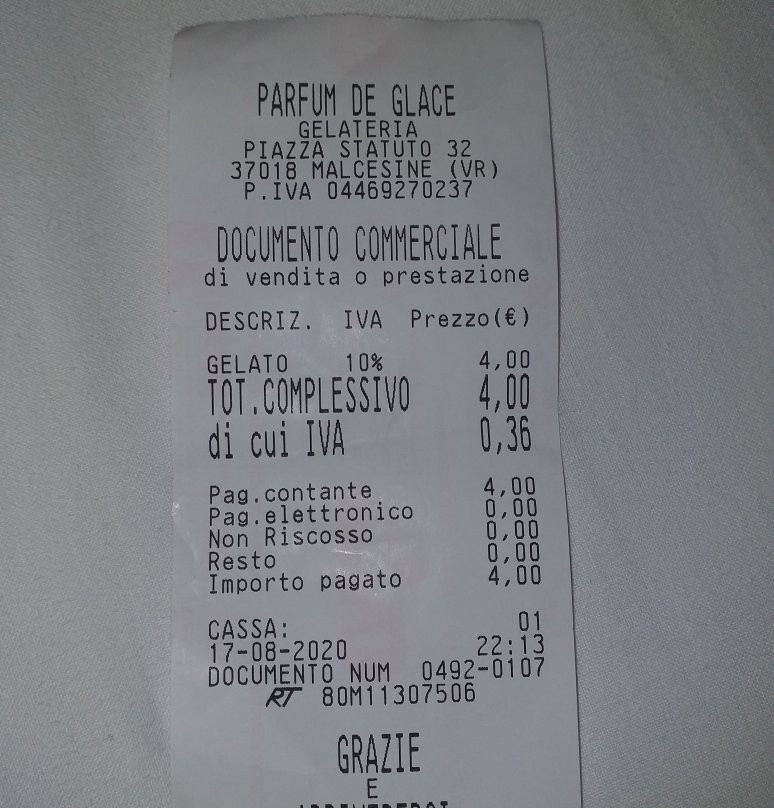 PARFUM DE GLACE
GELATERIA
PIAZZA STATUTO 32
37018 MALCESINE (VR)
P.IVA 04469270237
DOCUMENTO COMMERCIALE
di vendita o prestazione
DESCRIZ. IVA Prezzo(€)
GELATO 10% 4,00
TOT.COMPLESSIVO 4,00
di cui IVA 0,36
Pag.contante 4,00
Pag.elettronico 0,00
Non Riscosso 0,00
Resto 0,00
Importo pagato 4,00
CASSA: 01
17-08-2020 22:13
DOCUMENTO NUM 0492-0107
RT 80M11307506
GRAZIE
E